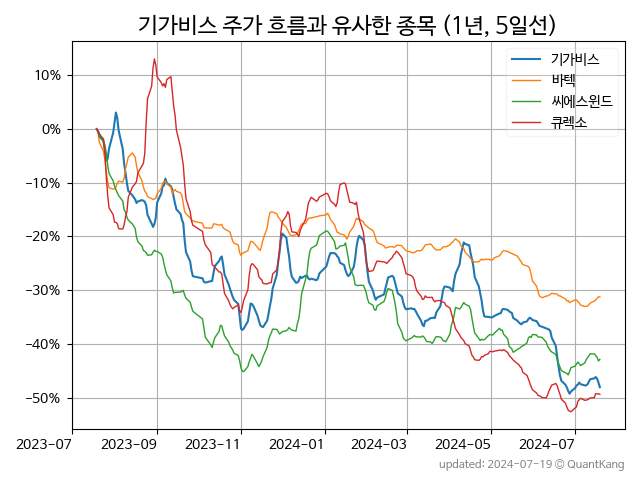 기가비스 주가 흐름과 유사한 종목 (1년, 5일선)
기가비스
바텍
씨에스윈드
큐렉소
10%
0%
−10%
−20%
−30%
−40%
−50%
2023-07 2023-09 2023-11 2024-01 2024-03 2024-05 2024-07
updated: 2024-07-19 © QuantKang